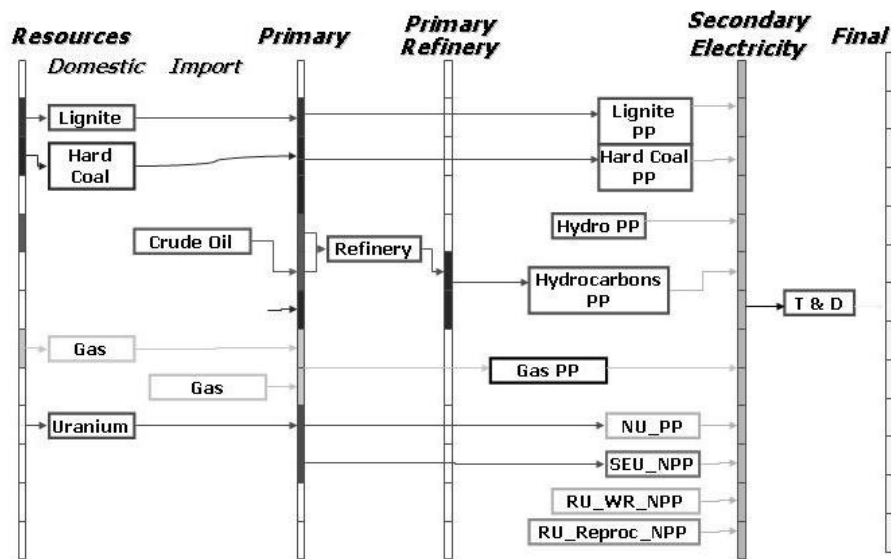 Resources
Primary
Primary
Refinery
Secondary
Electricity
Final
Domestic
Import
Lignite
Lignite
PP
Hard
Coal
Hard Coal
PP
Hydro PP
Crude Oil
Refinery
Hydrocarbons
PP
T & D
Gas
Gas PP
Gas
Uranium
NU_PP
SEU_NPP
RU_WR_NPP
RU_Reproc_NPP